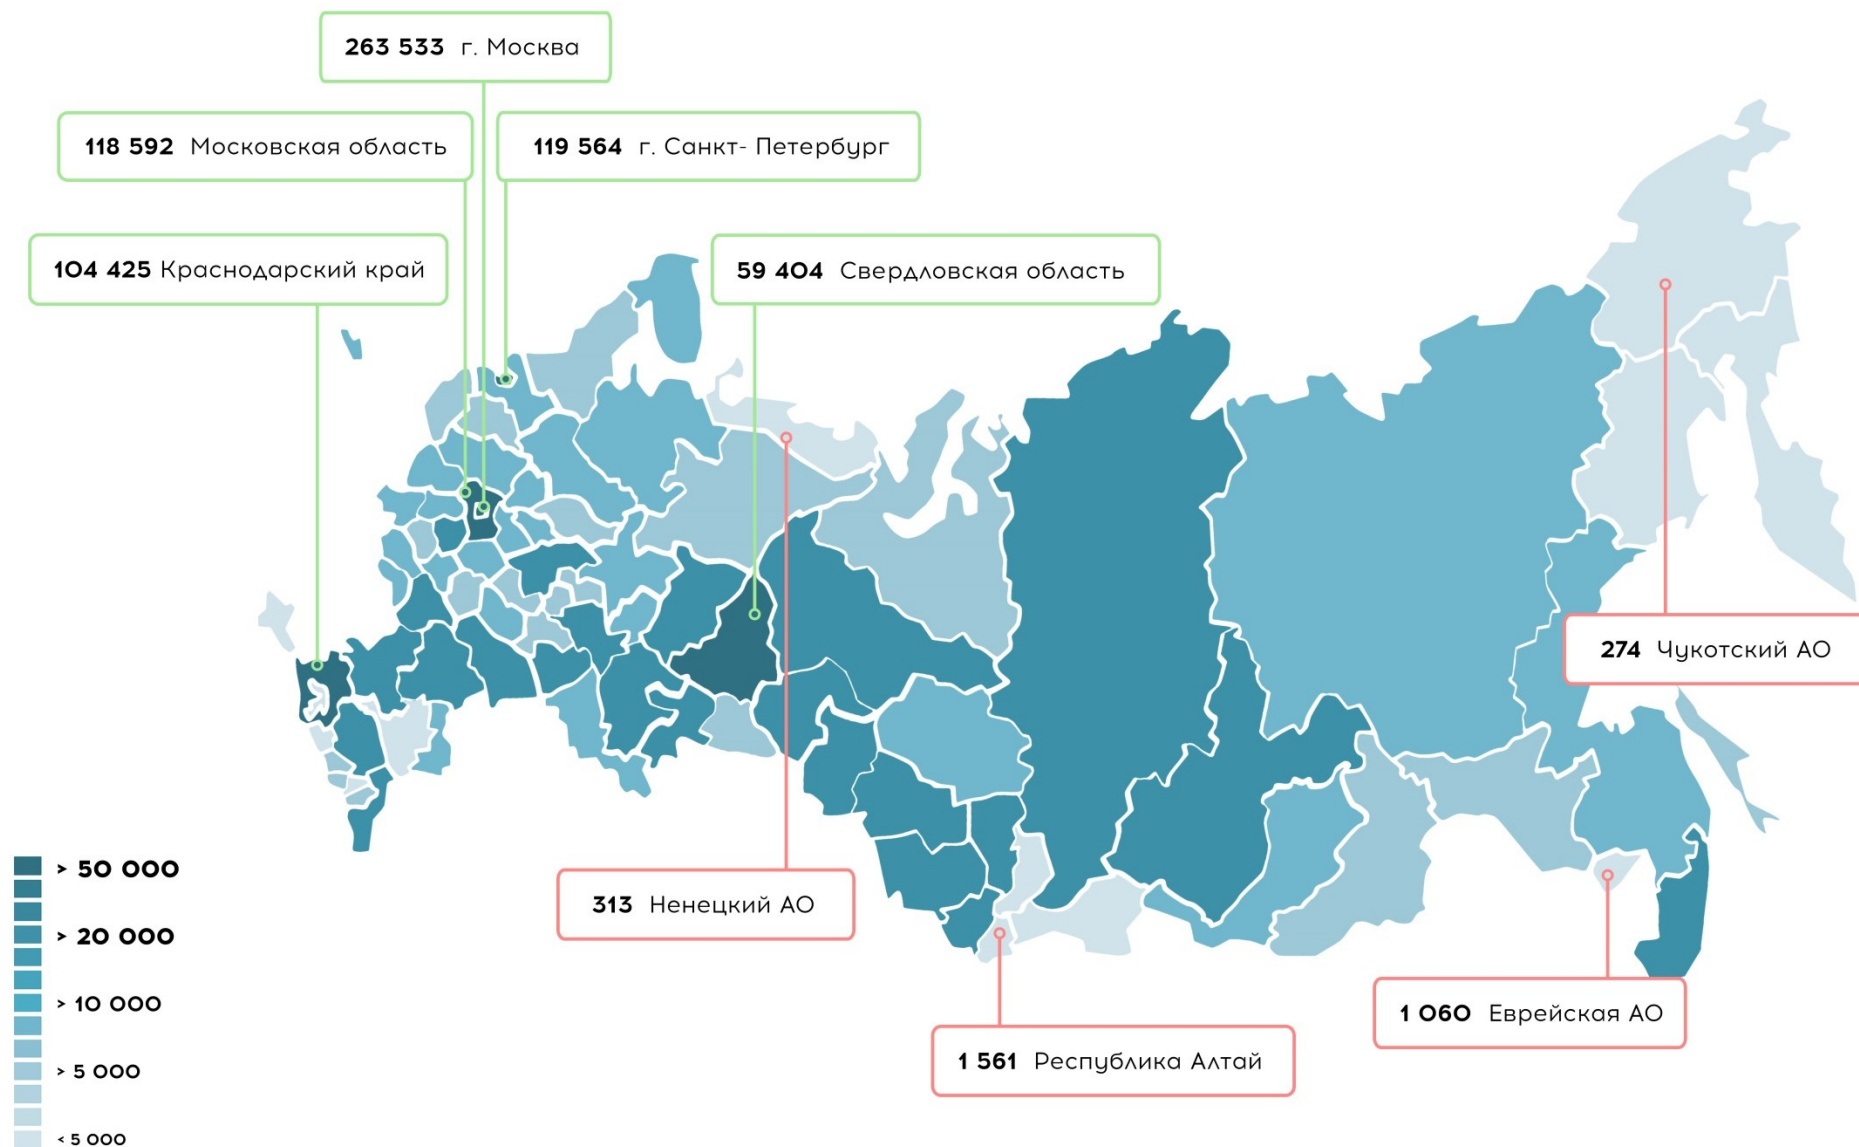 263 533 г. Москва
118 592 Московская область
119 564 г. Санкт- Петербург
104 425 Краснодарский край
59 404 Свердловская область
274 Чукотский АО
313 Ненецкий АО
1 060 Еврейская АО
1 561 Республика Алтай
> 50 000
> 20 000
> 10 000
> 5 000
< 5 000